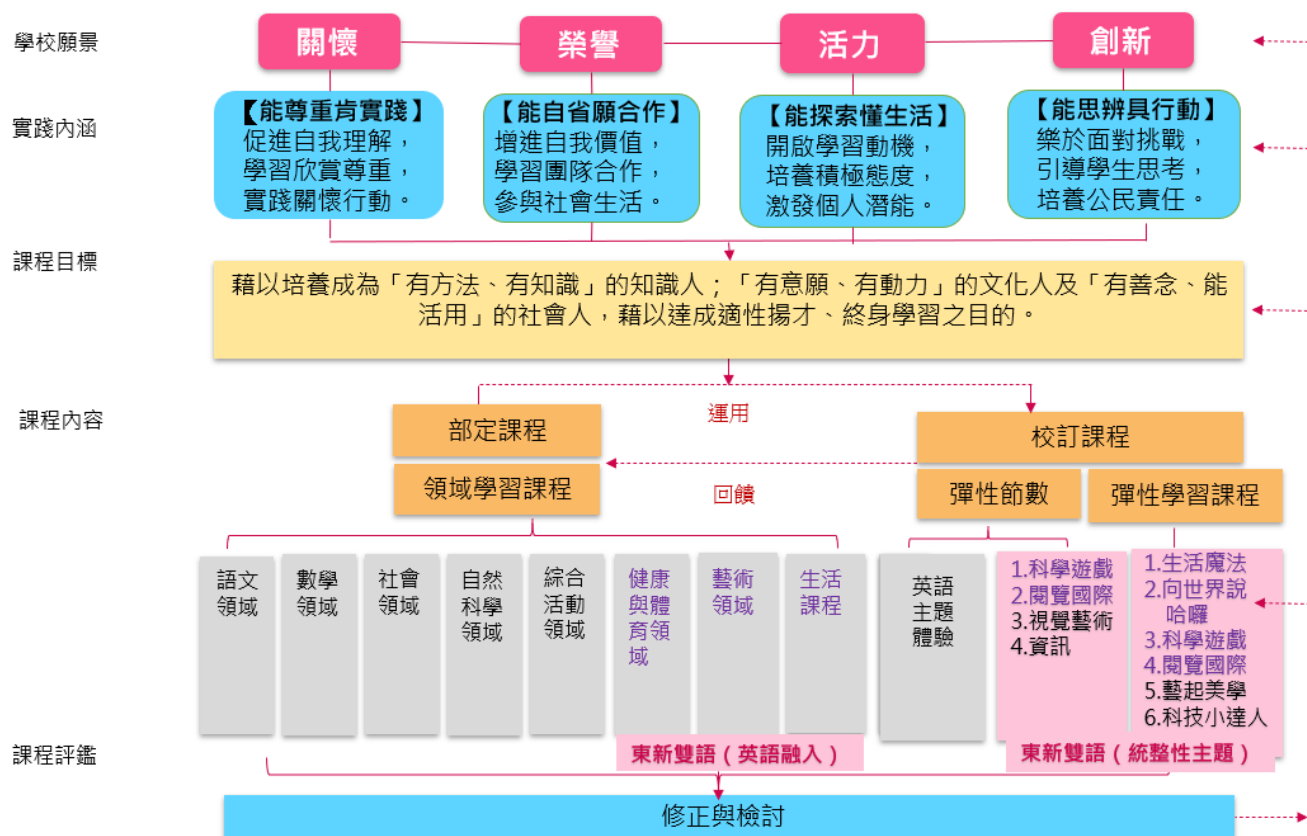 學校願景
關懷
榮譽
活力
創新
實踐內涵
【能尊重肯實踐】
促進自我理解，
學習欣賞尊重，
實踐關懷行動。
【能自省願合作】
增進自我價值，
學習團隊合作，
參與社會生活。
【能探索懂生活】
開啟學習動機，
培養積極態度，
激發個人潛能。
【能思辨具行動】
樂於面對挑戰，
引導學生思考，
培養公民責任。
課程目標
藉以培養成為「有方法、有知識」的知識人；「有意願、有動力」的文化人及「有善念、能
活用」的社會人，藉以達成適性揚才、終身學習之目的。
課程內容
部定課程
運用
校訂課程
領域學習課程
回饋
彈性節數
彈性學習課程
語文
領域
數學
領域
社會
領域
自然
科學
領域
綜合
活動
領域
健康
與體
育領
域
藝術
領域
生活
課程
英語
主題
體驗
1.科學遊戲
2.閱覽國際
3.視覺藝術
4.資訊
1.生活魔法
2.向世界說
哈囉
3.科學遊戲
4.閱覽國際
5.藝起美學
6.科技小達人
課程評鑑
東新雙語（英語融入）
東新雙語（統整性主題）
修正與檢討